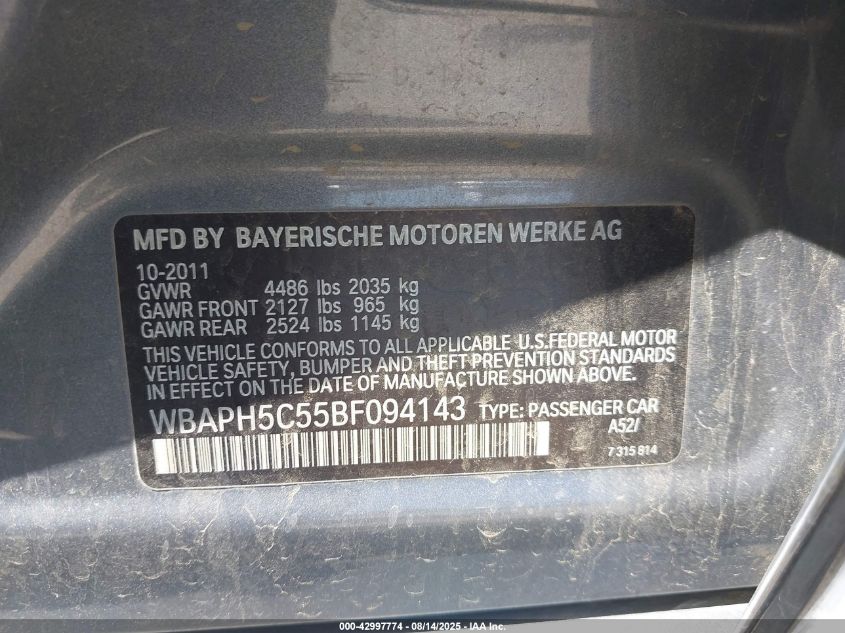 MFD BY BAYERISCHE MOTOREN WERKE AG
10-2011
GVWR 4486 lbs 2035 kg
GAWR FRONT 2127 lbs 965 kg
GAWR REAR 2524 lbs 1145 kg
THIS VEHICLE CONFORMS TO ALL APPLICABLE U.S.FEDERAL MOTOR
VEHICLE SAFETY, BUMPER AND THEFT PREVENTION STANDARDS
IN EFFECT ON THE DATE OF MANUFACTURE SHOWN ABOVE.
WBAPH5C55BF094143 TYPE: PASSENGER CAR
A52/
7315814
000-42997774 - 08/14/2025 - IAA Inc.